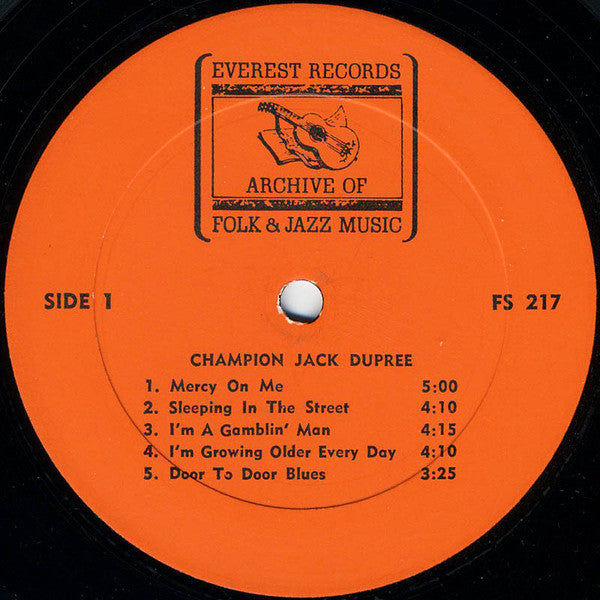 EVEREST RECORDS
ARCHIVE OF
FOLK & JAZZ MUSIC
SIDE 1
FS 217
CHAMPION JACK DUPREE
1. Mercy On Me 5:00
2. Sleeping In The Street 4:10
3. I'm A Gamblin' Man 4:15
4. I'm Growing Older Every Day 4:10
5. Door To Door Blues 3:25